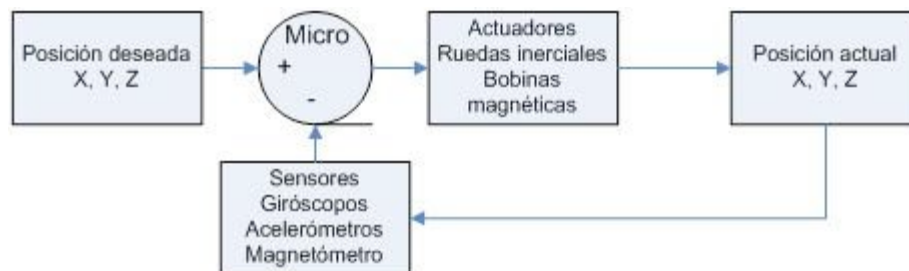 Posición deseada
X, Y, Z
Micro
+
-
Actuadores
Ruedas inerciales
Bobinas
magnéticas
Posición actual
X, Y, Z
Sensores
Giróscopos
Acelerómetros
Magnetómetro